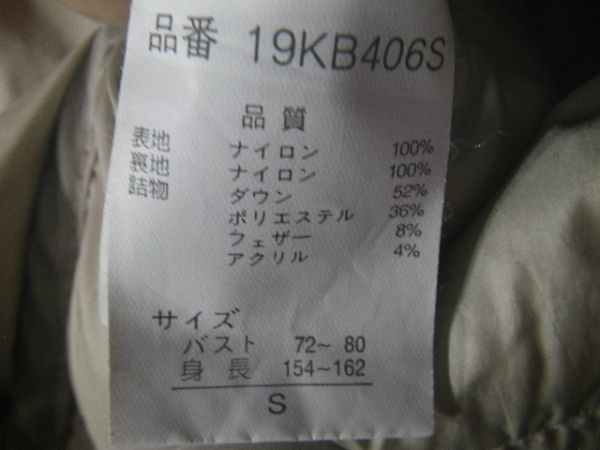 品番 19KB406S
品質
表地 ナイロン 100%
裏地 ナイロン 100%
詰物 ダウン 52%
ポリエステル 36%
フェザー 8%
アクリル 4%
サイズ
バスト 72~ 80
身長 154~162
S